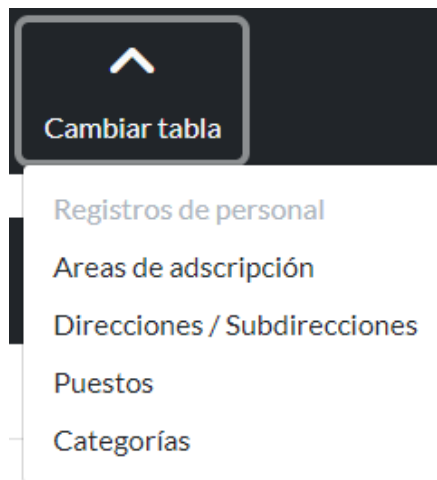 Cambiar tabla
Registros de personal
Areas de adscripción
Direcciones / Subdirecciones
Puestos
Categorías